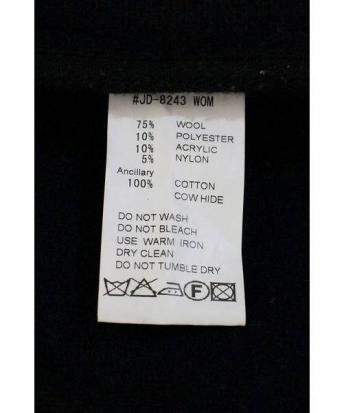 #JD-8243 WOM
75% WOOL
10% POLYESTER
10% ACRYLIC
5% NYLON
Ancillary
100% COTTON
COW HIDE
DO NOT WASH
DO NOT BLEACH
USE WARM IRON
DRY CLEAN
DO NOT TUMBLE DRY
F